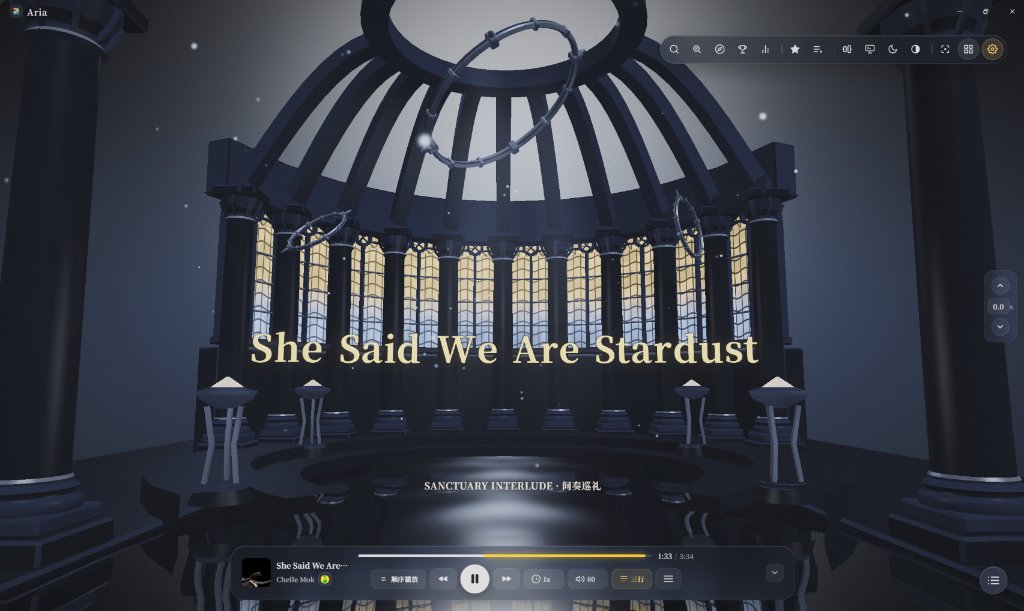 Aria
0.0 s
She Said We Are Stardust
SANCTUARY INTERLUDE · 间奏巡礼
She Said We Are···
1:33 / 3:34
Chelle Mok
顺序播放
1x
80
三行